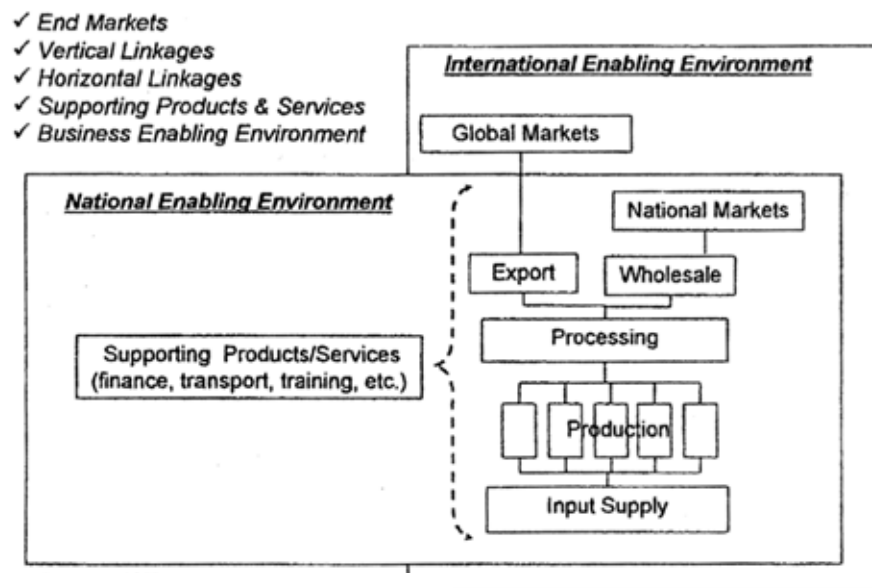 ✓ End Markets
✓ Vertical Linkages
✓ Horizontal Linkages
✓ Supporting Products & Services
✓ Business Enabling Environment
International Enabling Environment
Global Markets
National Enabling Environment
National Markets
Export
Wholesale
Processing
Supporting Products/Services
(finance, transport, training, etc.)
Production
Input Supply